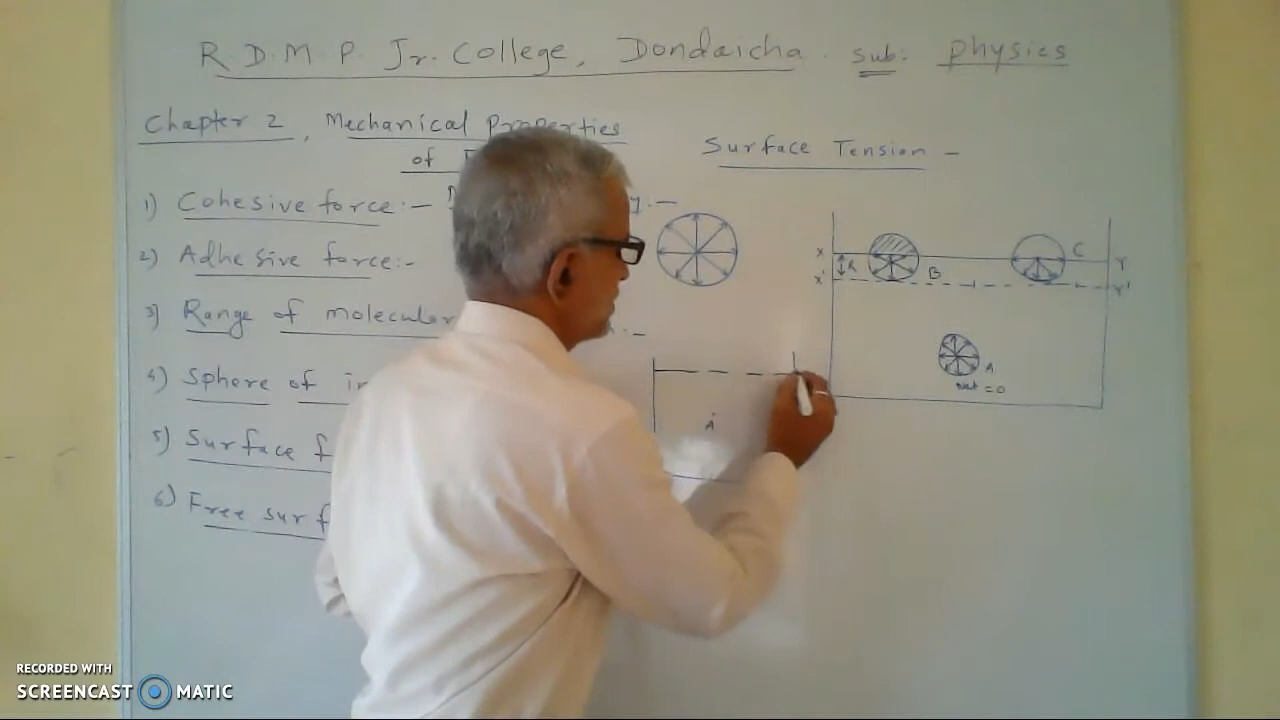 R.D.M.P. Jr. College, Dondaicha. Sub: Physics
Chapter 2, Mechanical Properties
of
1) Cohesive force:-
2) Adhesive force:-
3) Range of molecular
4) Sphere of
5) Surface
6) Free surf
Surface Tension -
X
Y
X'
Y'
B
C
A
= 0
A
RECORDED WITH
SCREENCAST MATIC